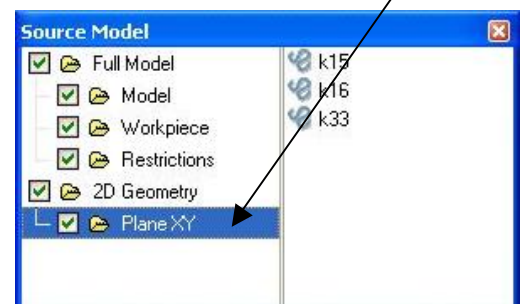 Source Model
Full Model
Model
Workpiece
Restrictions
2D Geometry
Plane XY
k15
k16
k33